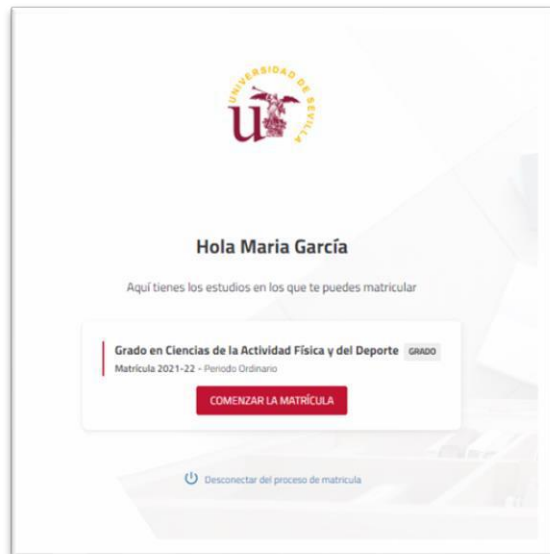 UNIVERSIDAD DE SEVILLA
Hola Maria García
Aquí tienes los estudios en los que te puedes matricular
Grado en Ciencias de la Actividad Física y del Deporte GRADO
Matrícula 2021-22 - Periodo Ordinario
COMENZAR LA MATRÍCULA
Desconectar del proceso de matricula